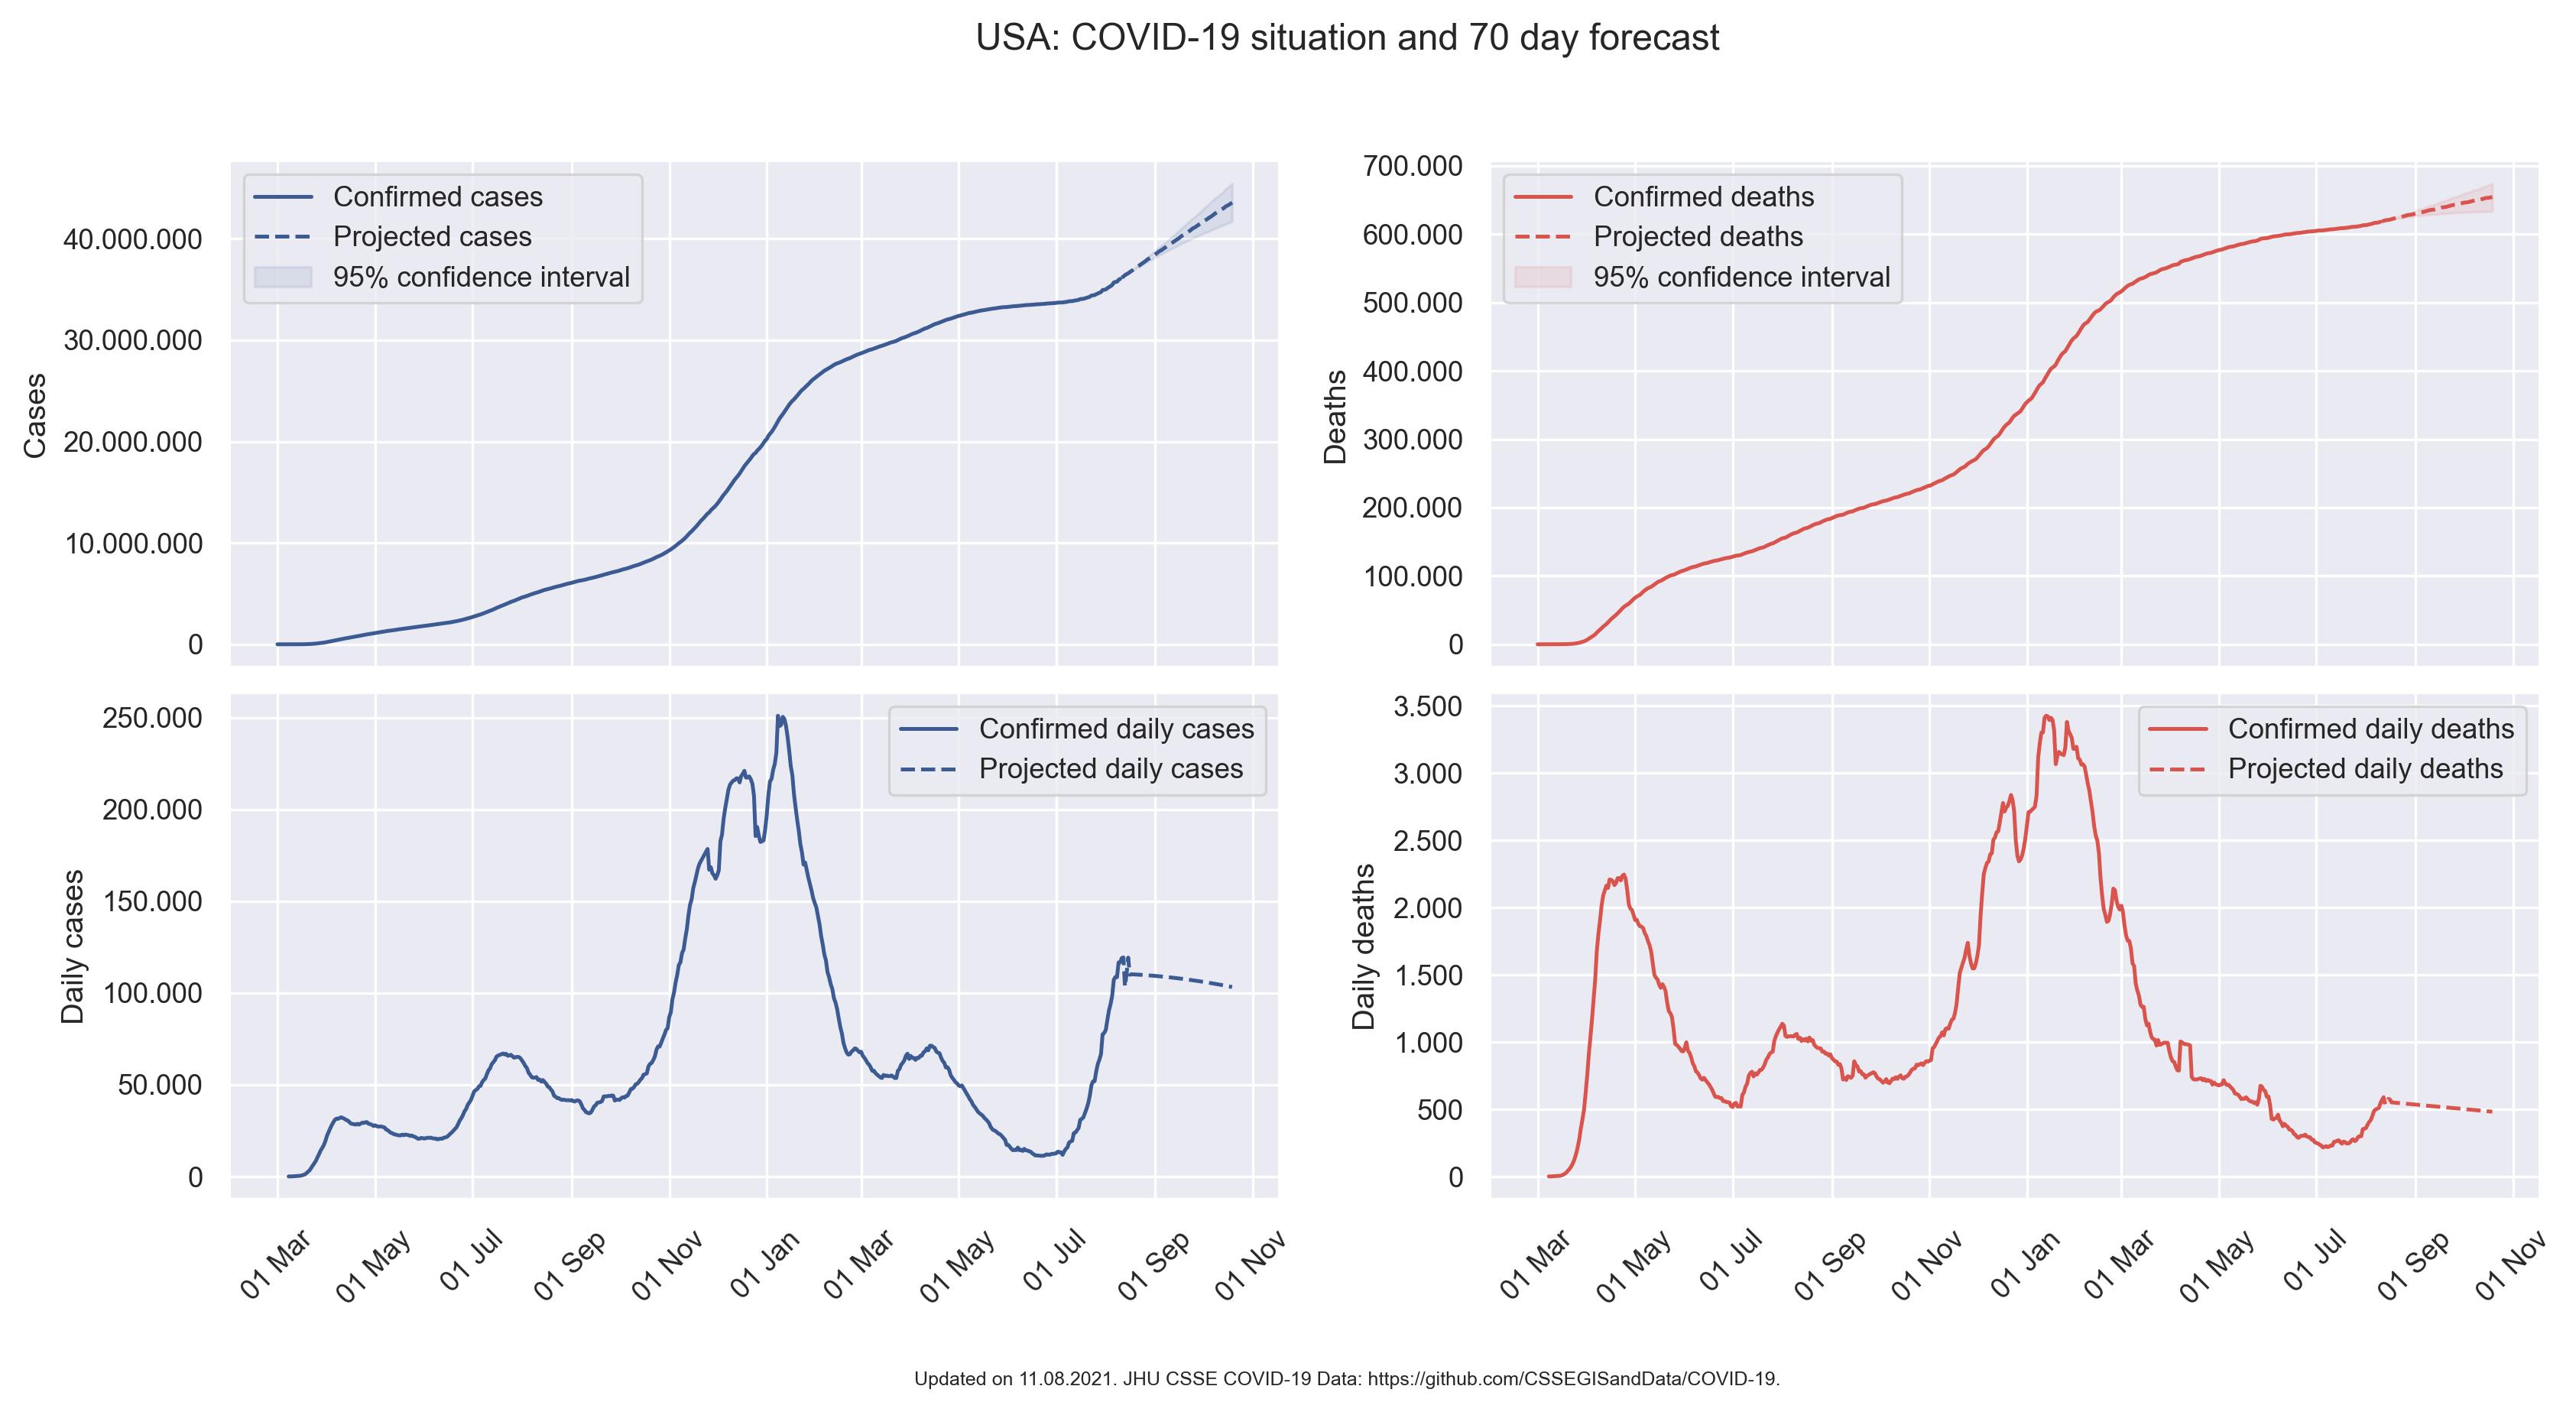 USA: COVID-19 situation and 70 day forecast
Confirmed cases
Projected cases
95% confidence interval
Cases
40.000.000
30.000.000
20.000.000
10.000.000
0
Confirmed deaths
Projected deaths
95% confidence interval
Deaths
700.000
600.000
500.000
400.000
300.000
200.000
100.000
0
Confirmed daily cases
Projected daily cases
Daily cases
250.000
200.000
150.000
100.000
50.000
0
01 Mar
01 May
01 Jul
01 Sep
01 Nov
01 Jan
01 Mar
01 May
01 Jul
01 Sep
01 Nov
Confirmed daily deaths
Projected daily deaths
Daily deaths
3.500
3.000
2.500
2.000
1.500
1.000
500
0
01 Mar
01 May
01 Jul
01 Sep
01 Nov
01 Jan
01 Mar
01 May
01 Jul
01 Sep
01 Nov
Updated on 11.08.2021. JHU CSSE COVID-19 Data: https://github.com/CSSEGISandData/COVID-19.